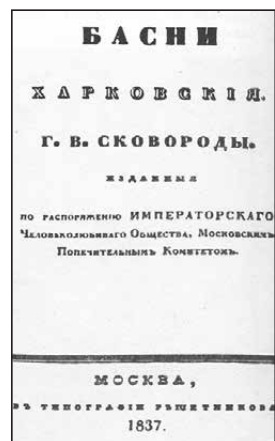 БАСНИ
ХАРКОВСКІЯ.
Г. В. СКОВОРОДЫ.
ИЗДАННЫЯ
ПО РАСПОРЯЖЕНІЮ ИМПЕРАТОРСКАГО
ЧЕЛОВѢКОЛЮБИВАГО ОБЩЕСТВА, МОСКОВСКИМЪ
ПОПЕЧИТЕЛЬНЫМЪ КОМИТЕТОМЪ.
МОСКВА,
ВЪ ТИПОГРАФІИ РѢШЕТНИКОВА
1837.